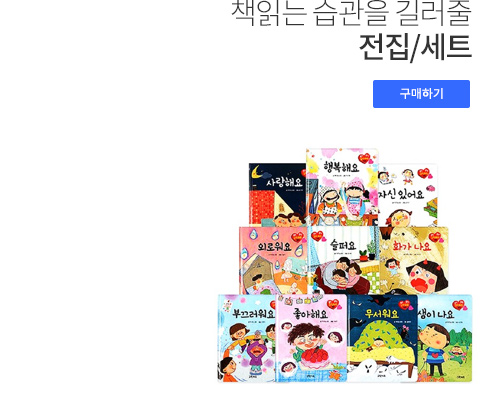 책읽는 습관을 길러줄
전집/세트
구매하기
행복해요
사랑해요
자신 있어요
외로워요
슬퍼요
화가 나요
부끄러워요
좋아해요
무서워요
샘이 나요